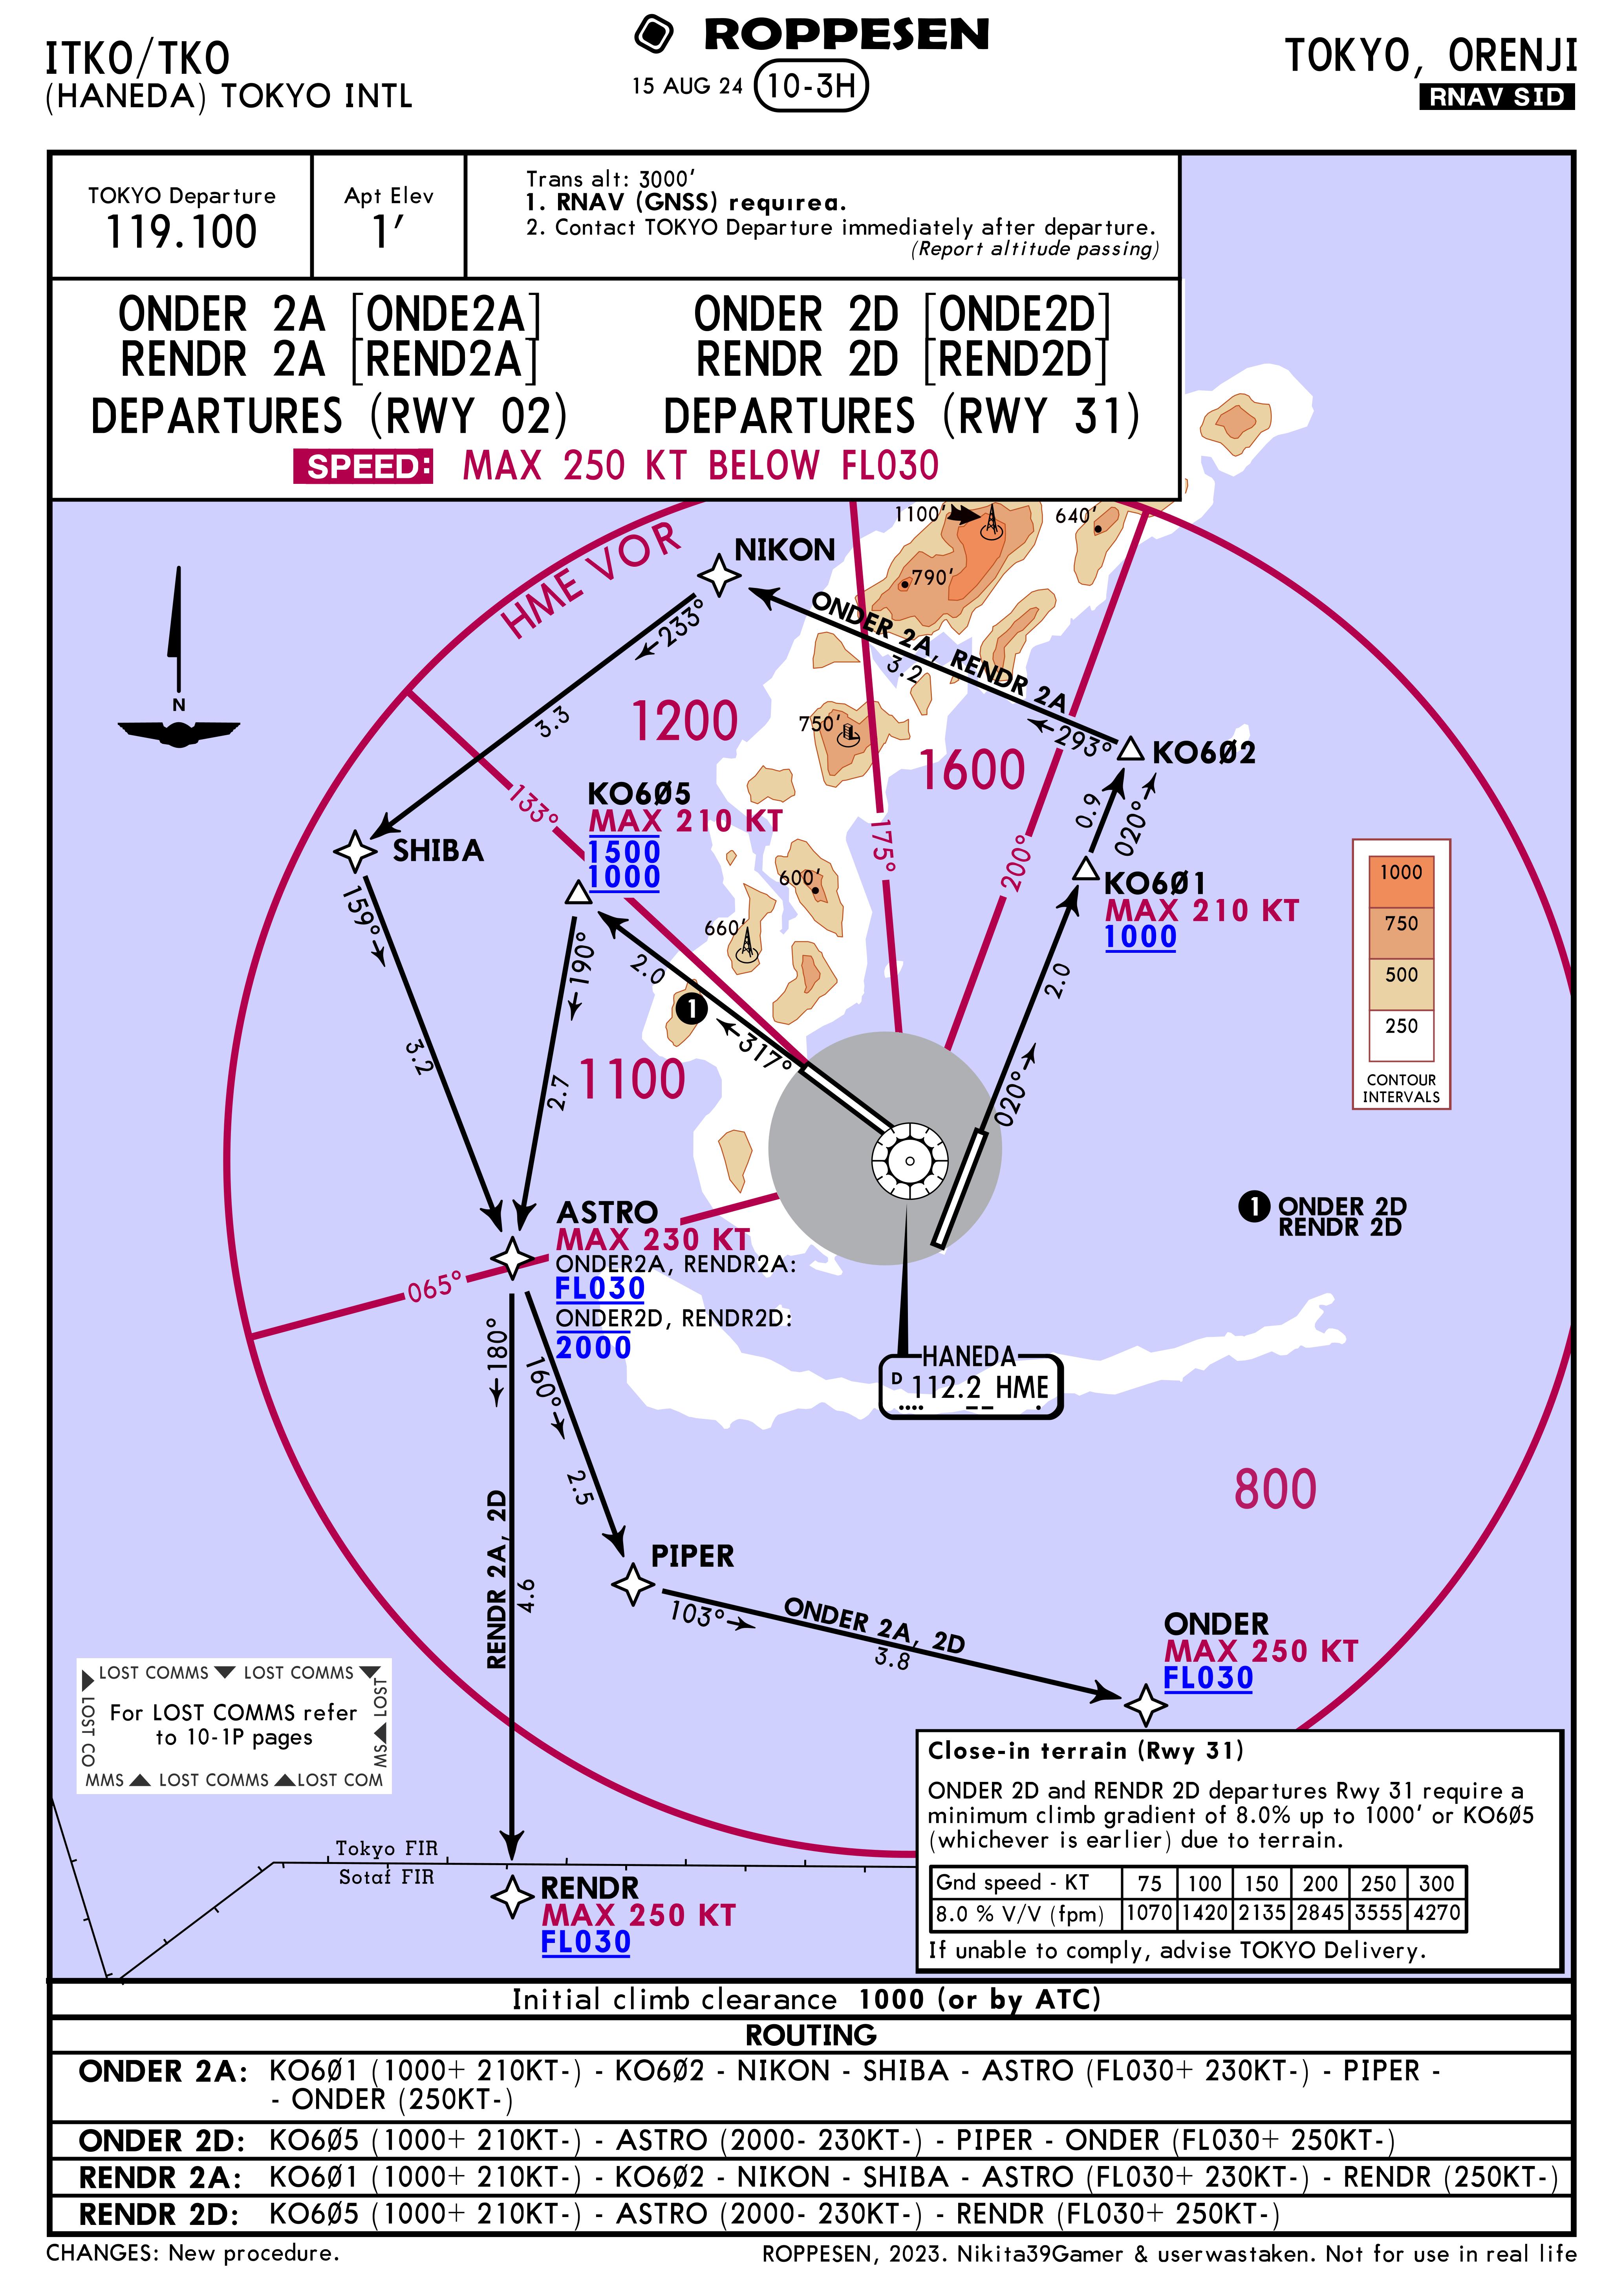 ITKO/TKO
(HANEDA) TOKYO INTL
ROPPESEN
15 AUG 24 10-3H
TOKYO, ORENJI
RNAV SID
TOKYO Departure
119.100
Apt Elev
1'
Trans alt: 3000'
1. RNAV (GNSS) required.
2. Contact TOKYO Departure immediately after departure.
(Report altitude passing)
ONDER 2A [ONDE2A]
RENDR 2A [REND2A]
DEPARTURES (RWY 02)
ONDER 2D [ONDE2D]
RENDR 2D [REND2D]
DEPARTURES (RWY 31)
SPEED: MAX 250 KT BELOW FL030
HME VOR
NIKON
1100'
640'
790'
ONDER 2A, RENDR 2A
3.2
233°
3.3
N
1200
750'
1600
293°
KO6Ø2
133°
KO6Ø5
MAX 210 KT
1500
1000
SHIBA
175°
200°
0.9
020°
KO6Ø1
MAX 210 KT
1000
600'
660'
159°
190°
2.0
1
317°
2.0
020°
3.2
2.7
1100
1000
750
500
250
CONTOUR
INTERVALS
1 ONDER 2D
RENDR 2D
ASTRO
MAX 230 KT
ONDER2A, RENDR2A:
FL030
ONDER2D, RENDR2D:
2000
065°
180°
160°
HANEDA
D 112.2 HME
2.5
800
RENDR 2A, 2D
4.6
PIPER
103°
ONDER 2A, 2D
3.8
ONDER
MAX 250 KT
FL030
LOST COMMS LOST COMMS
LOST
LOST CO
For LOST COMMS refer
to 10-1P pages
MS
MMS LOST COMMS LOST COM
Tokyo FIR
Sotaf FIR
RENDR
MAX 250 KT
FL030
Close-in terrain (Rwy 31)
ONDER 2D and RENDR 2D departures Rwy 31 require a
minimum climb gradient of 8.0% up to 1000' or KO6Ø5
(whichever is earlier) due to terrain.
Gnd speed - KT 75 100 150 200 250 300
8.0 % V/V (fpm) 1070 1420 2135 2845 3555 4270
If unable to comply, advise TOKYO Delivery.
Initial climb clearance 1000 (or by ATC)
ROUTING
ONDER 2A: KO6Ø1 (1000+ 210KT-) - KO6Ø2 - NIKON - SHIBA - ASTRO (FL030+ 230KT-) - PIPER -
- ONDER (250KT-)
ONDER 2D: KO6Ø5 (1000+ 210KT-) - ASTRO (2000- 230KT-) - PIPER - ONDER (FL030+ 250KT-)
RENDR 2A: KO6Ø1 (1000+ 210KT-) - KO6Ø2 - NIKON - SHIBA - ASTRO (FL030+ 230KT-) - RENDR (250KT-)
RENDR 2D: KO6Ø5 (1000+ 210KT-) - ASTRO (2000- 230KT-) - RENDR (FL030+ 250KT-)
CHANGES: New procedure.
ROPPESEN, 2023. Nikita39Gamer & userwastaken. Not for use in real life